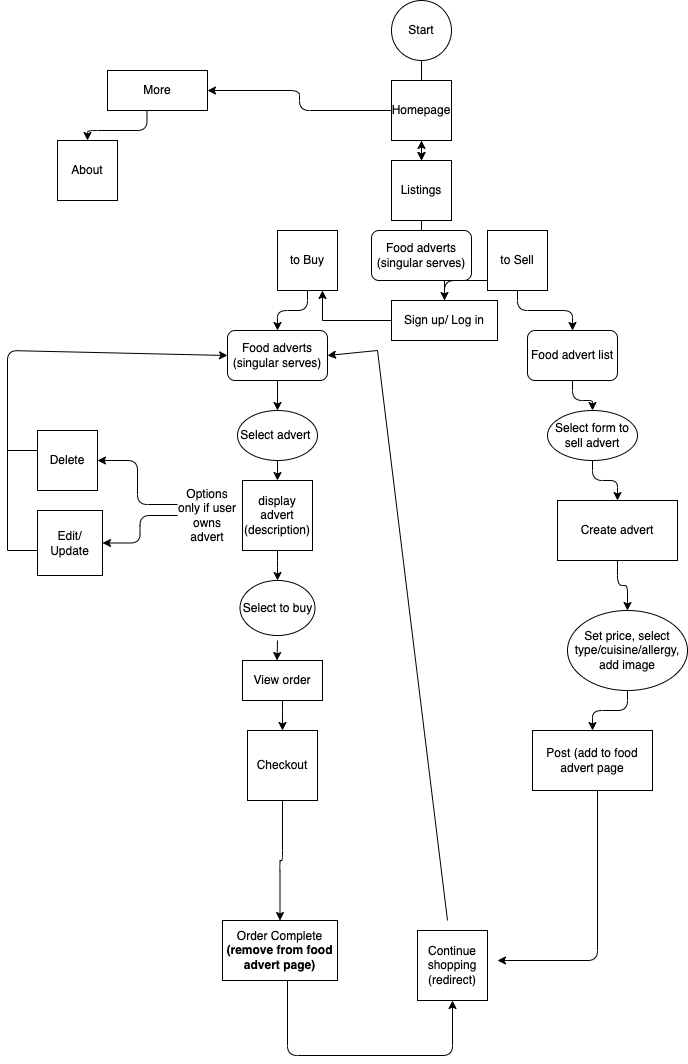 Start
More
Homepage
About
Listings
to Buy
Food adverts
(singular serves)
to Sell
Sign up/ Log in
Food adverts
(singular serves)
Food advert list
Select advert
Select form to
sell advert
Delete
Options
only if user
owns
advert
display
advert
(description)
Edit/
Update
Create advert
Select to buy
Set price, select
type/cuisine/allergy,
add image
View order
Checkout
Post (add to food
advert page
Order Complete
(remove from food
advert page)
Continue
shopping
(redirect)